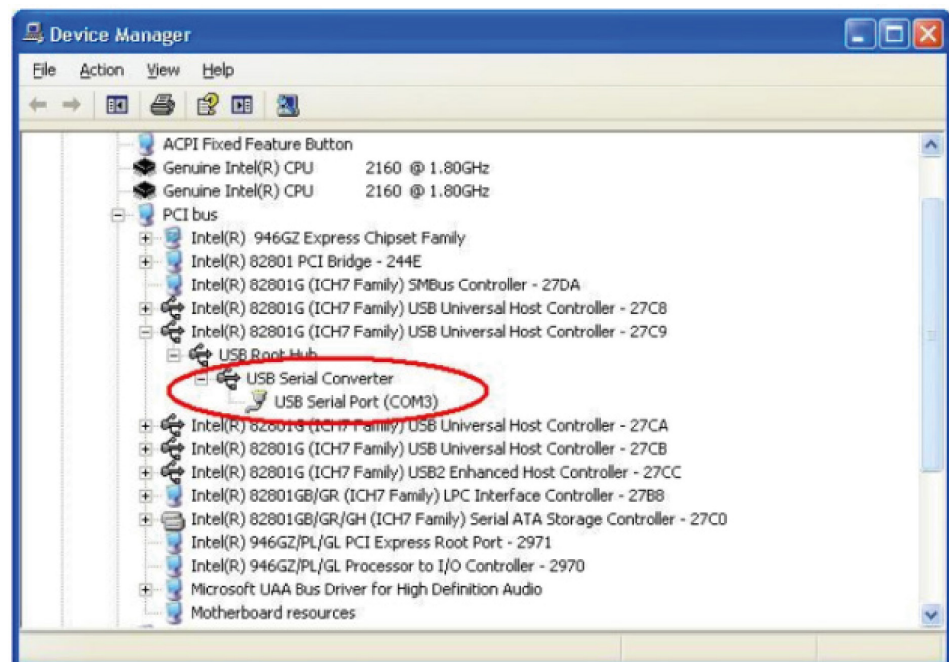 Device Manager
File Action View Help
ACPI Fixed Feature Button
Genuine Intel(R) CPU 2160 @ 1.80GHz
Genuine Intel(R) CPU 2160 @ 1.80GHz
PCI bus
Intel(R) 946GZ Express Chipset Family
Intel(R) 82801 PCI Bridge - 244E
Intel(R) 82801G (ICH7 Family) SMBus Controller - 27DA
Intel(R) 82801G (ICH7 Family) USB Universal Host Controller - 27C8
Intel(R) 82801G (ICH7 Family) USB Universal Host Controller - 27C9
USB Root Hub
USB Serial Converter
USB Serial Port (COM3)
Intel(R) 82801G (ICH7 Family) USB Universal Host Controller - 27CA
Intel(R) 82801G (ICH7 Family) USB Universal Host Controller - 27CB
Intel(R) 82801G (ICH7 Family) USB2 Enhanced Host Controller - 27CC
Intel(R) 82801GB/GR (ICH7 Family) LPC Interface Controller - 27B8
Intel(R) 82801GB/GR/GH (ICH7 Family) Serial ATA Storage Controller - 27C0
Intel(R) 946GZ/PL/GL PCI Express Root Port - 2971
Intel(R) 946GZ/PL/GL Processor to I/O Controller - 2970
Microsoft UAA Bus Driver for High Definition Audio
Motherboard resources